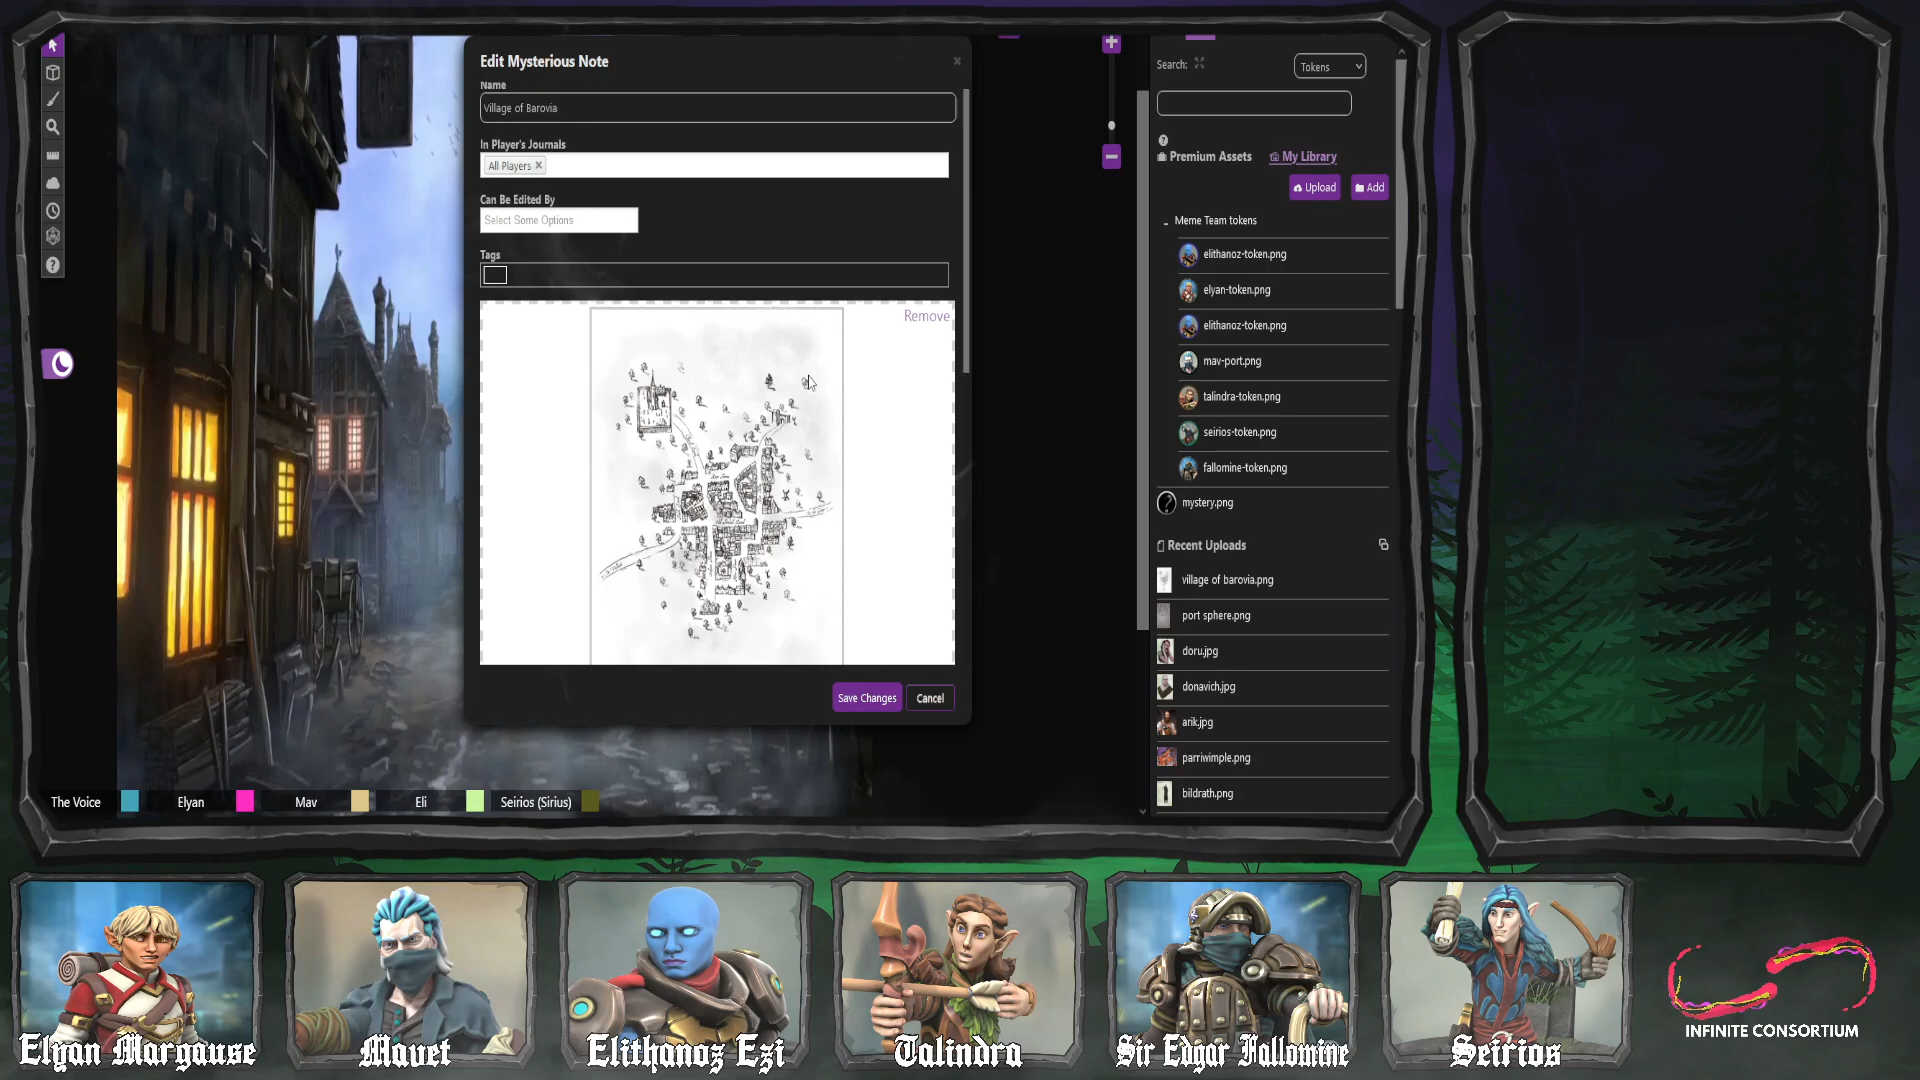 Edit Mysterious Note
Name
Village of Barovia
In Player's Journals
All Players
Can Be Edited By
Select Some Options
Tags
Remove
Save Changes
Cancel
Search:
Tokens
Premium Assets
My Library
Upload
Add
Meme Team tokens
elithanoz-token.png
elyan-token.png
elithanoz-token.png
mav-port.png
talindra-token.png
seirios-token.png
fallomine-token.png
mystery.png
Recent Uploads
village of barovia.png
port sphere.png
doru.jpg
donavich.jpg
arik.jpg
parriwimple.png
bildrath.png
The Voice
Elyan
Mav
Eli
Seirios (Sirius)
Elyan Margause
Mavet
Elithanoz Ezi
Talindra
Sir Edgar Fallomine
Seirios
INFINITE CONSORTIUM